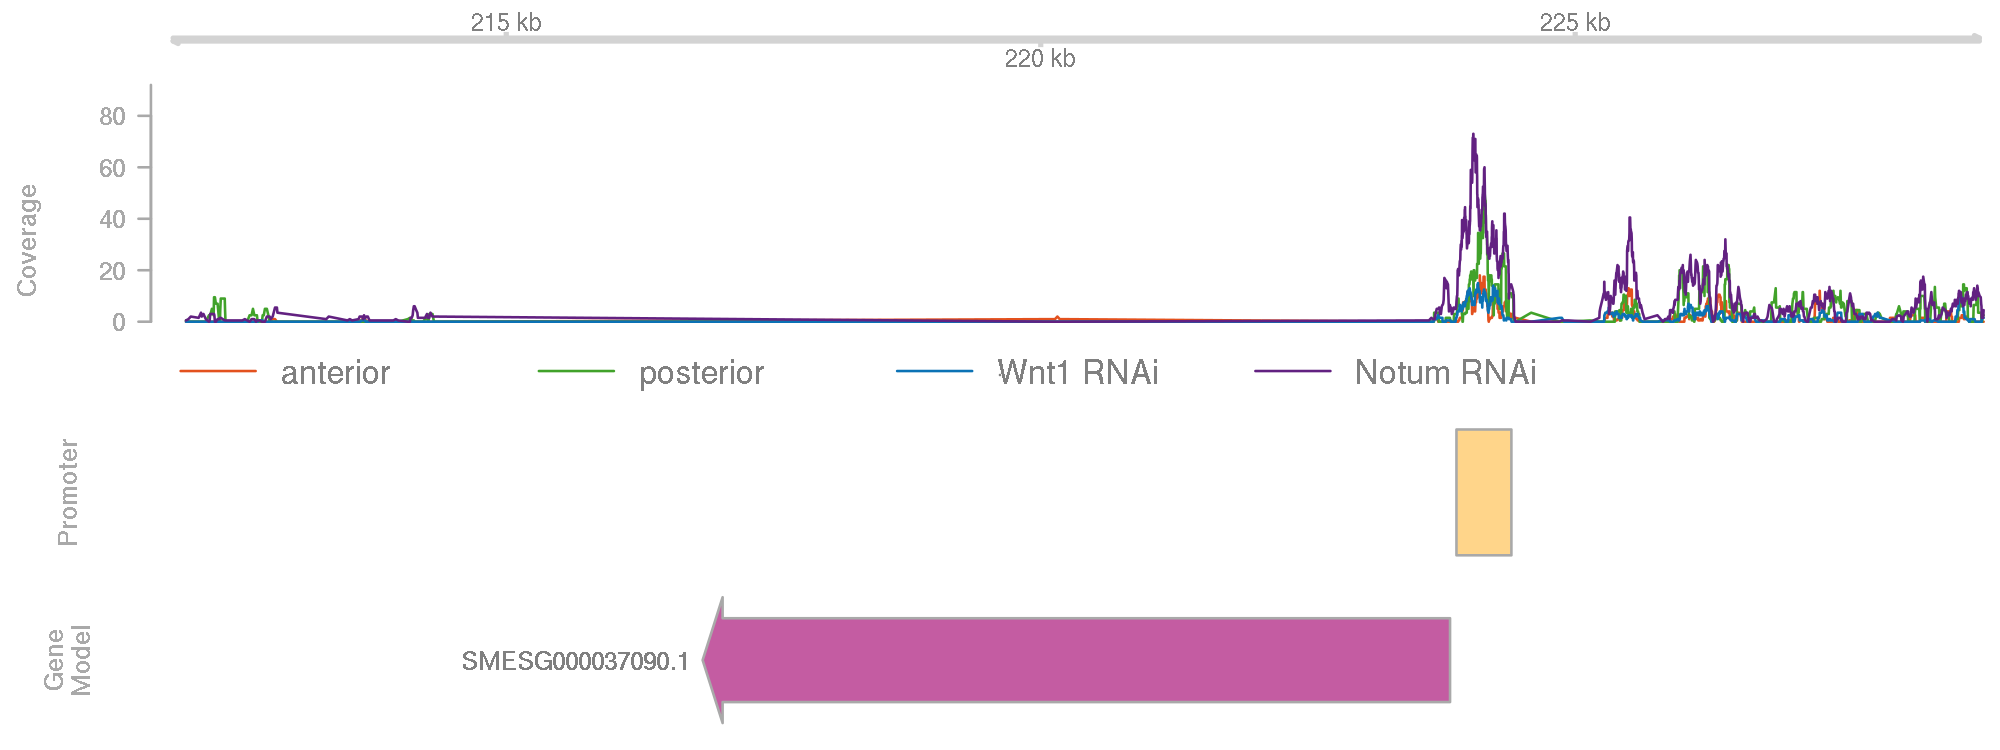 215 kb
225 kb
220 kb
Coverage
80
60
40
20
0
anterior
posterior
Wnt1 RNAi
Notum RNAi
Promoter
Gene
Model
SMESG000037090.1